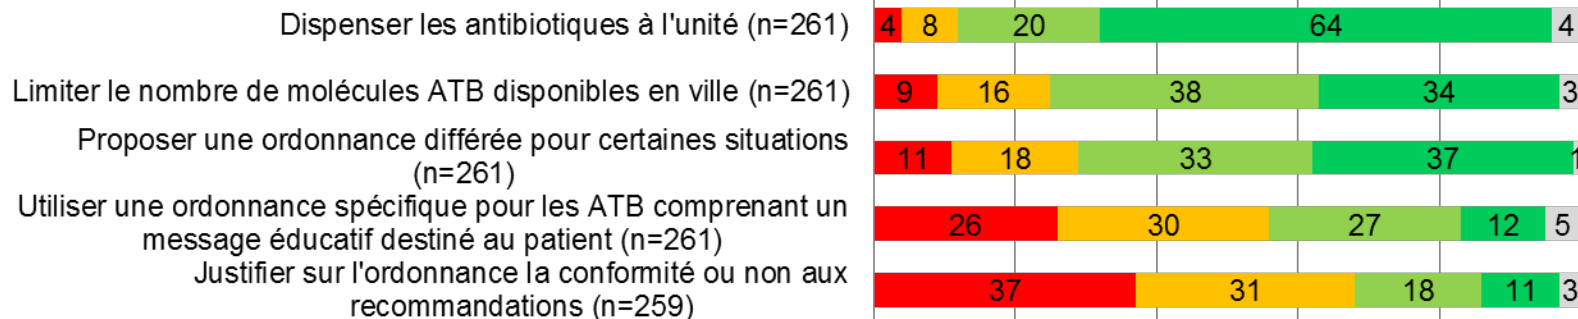 Dispenser les antibiotiques à l'unité (n=261) 4 8 20 64 4
Limiter le nombre de molécules ATB disponibles en ville (n=261) 9 16 38 34 3
Proposer une ordonnance différée pour certaines situations
(n=261) 11 18 33 37 1
Utiliser une ordonnance spécifique pour les ATB comprenant un
message éducatif destiné au patient (n=261) 26 30 27 12 5
Justifier sur l'ordonnance la conformité ou non aux
recommandations (n=259) 37 31 18 11 3